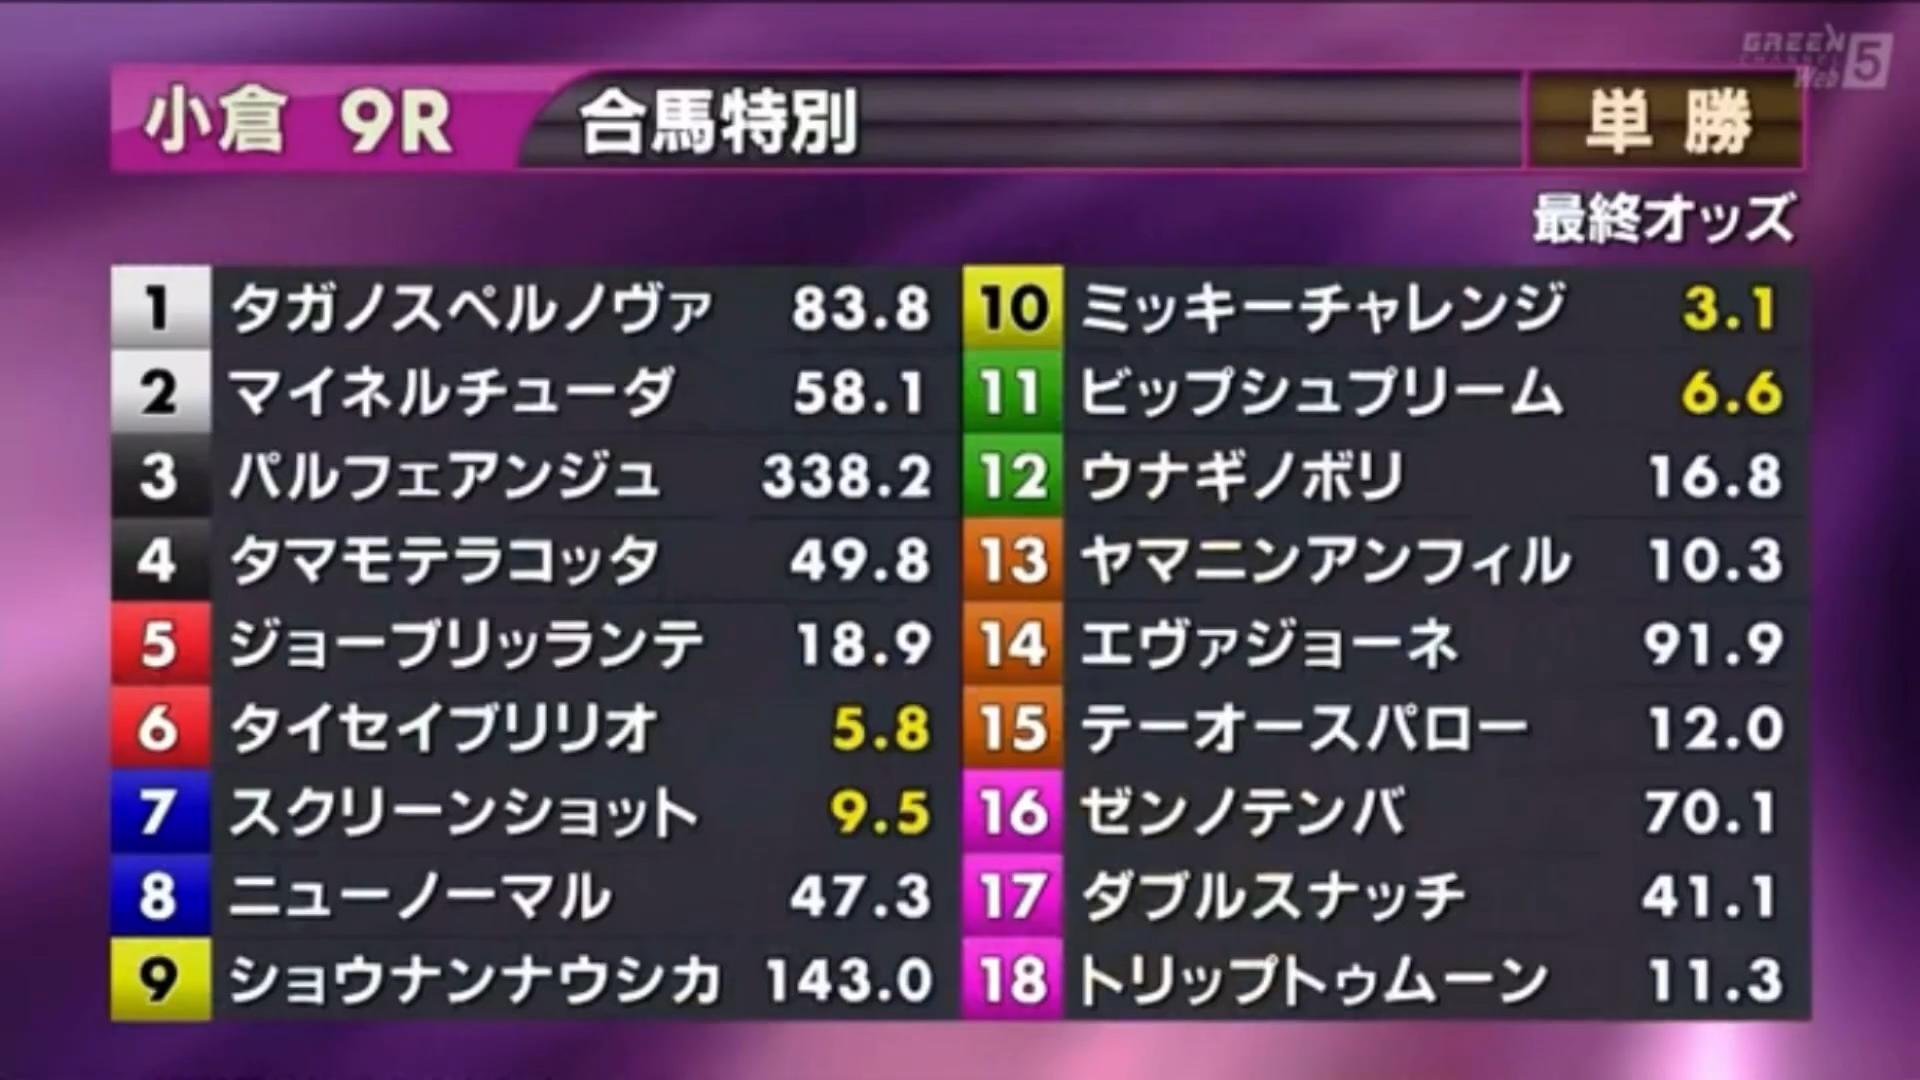 GREEN
CHANNEL
Web 5
小倉 9R 合馬特別 単勝
最終オッズ
1 タガノスペルノヴァ 83.8
2 マイネルチューダ 58.1
3 パルフェアンジュ 338.2
4 タマモテラコッタ 49.8
5 ジョーブリッランテ 18.9
6 タイセイブリリオ 5.8
7 スクリーンショット 9.5
8 ニューノーマル 47.3
9 ショウナンナウシカ 143.0
10 ミッキーチャレンジ 3.1
11 ビップシュプリーム 6.6
12 ウナギノボリ 16.8
13 ヤマニンアンフィル 10.3
14 エヴァジョーネ 91.9
15 テーオースパロー 12.0
16 ゼンノテンバ 70.1
17 ダブルスナッチ 41.1
18 トリップトゥムーン 11.3